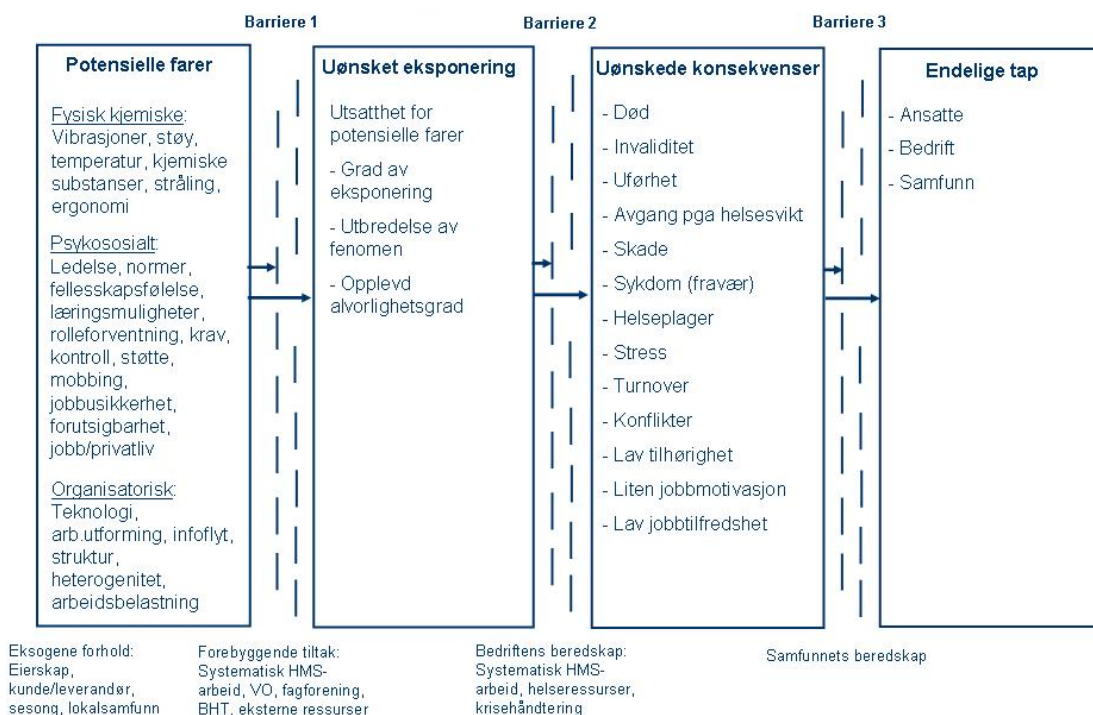 Barriere 1
Barriere 2
Barriere 3
Potensielle farer
Fysisk kjemiske:
Vibrasjoner, støy,
temperatur, kjemiske
substanser, stråling,
ergonomi
Psykososialt:
Ledelse, normer,
fellesskapsfølelse,
læringsmuligheter,
rolleforventning, krav,
kontroll, støtte,
mobbing,
jobbusikkerhet,
forutsigbarhet,
jobb/privatliv
Organisatorisk:
Teknologi,
arb.utforming, infoflyt,
struktur,
heterogenitet,
arbeidsbelastning
Uønsket eksponering
Utsatthet for
potensielle farer
- Grad av
eksponering
- Utbredelse av
fenomen
- Opplevd
alvorlighetsgrad
Uønskede konsekvenser
- Død
- Invaliditet
- Uførhet
- Avgang pga helsesvikt
- Skade
- Sykdom (fravær)
- Helseplager
- Stress
- Turnover
- Konflikter
- Lav tilhørighet
- Liten jobbmotivasjon
- Lav jobbtilfredshet
Endelige tap
- Ansatte
- Bedrift
- Samfunn
Eksogene forhold:
Eierskap,
kunde/leverandør,
sesong, lokalsamfunn
Forebyggende tiltak:
Systematisk HMS-
arbeid, VO, fagforening,
BHT, eksterne ressurser
Bedriftens beredskap:
Systematisk HMS-
arbeid, helseressurser,
krisehåndtering
Samfunnets beredskap